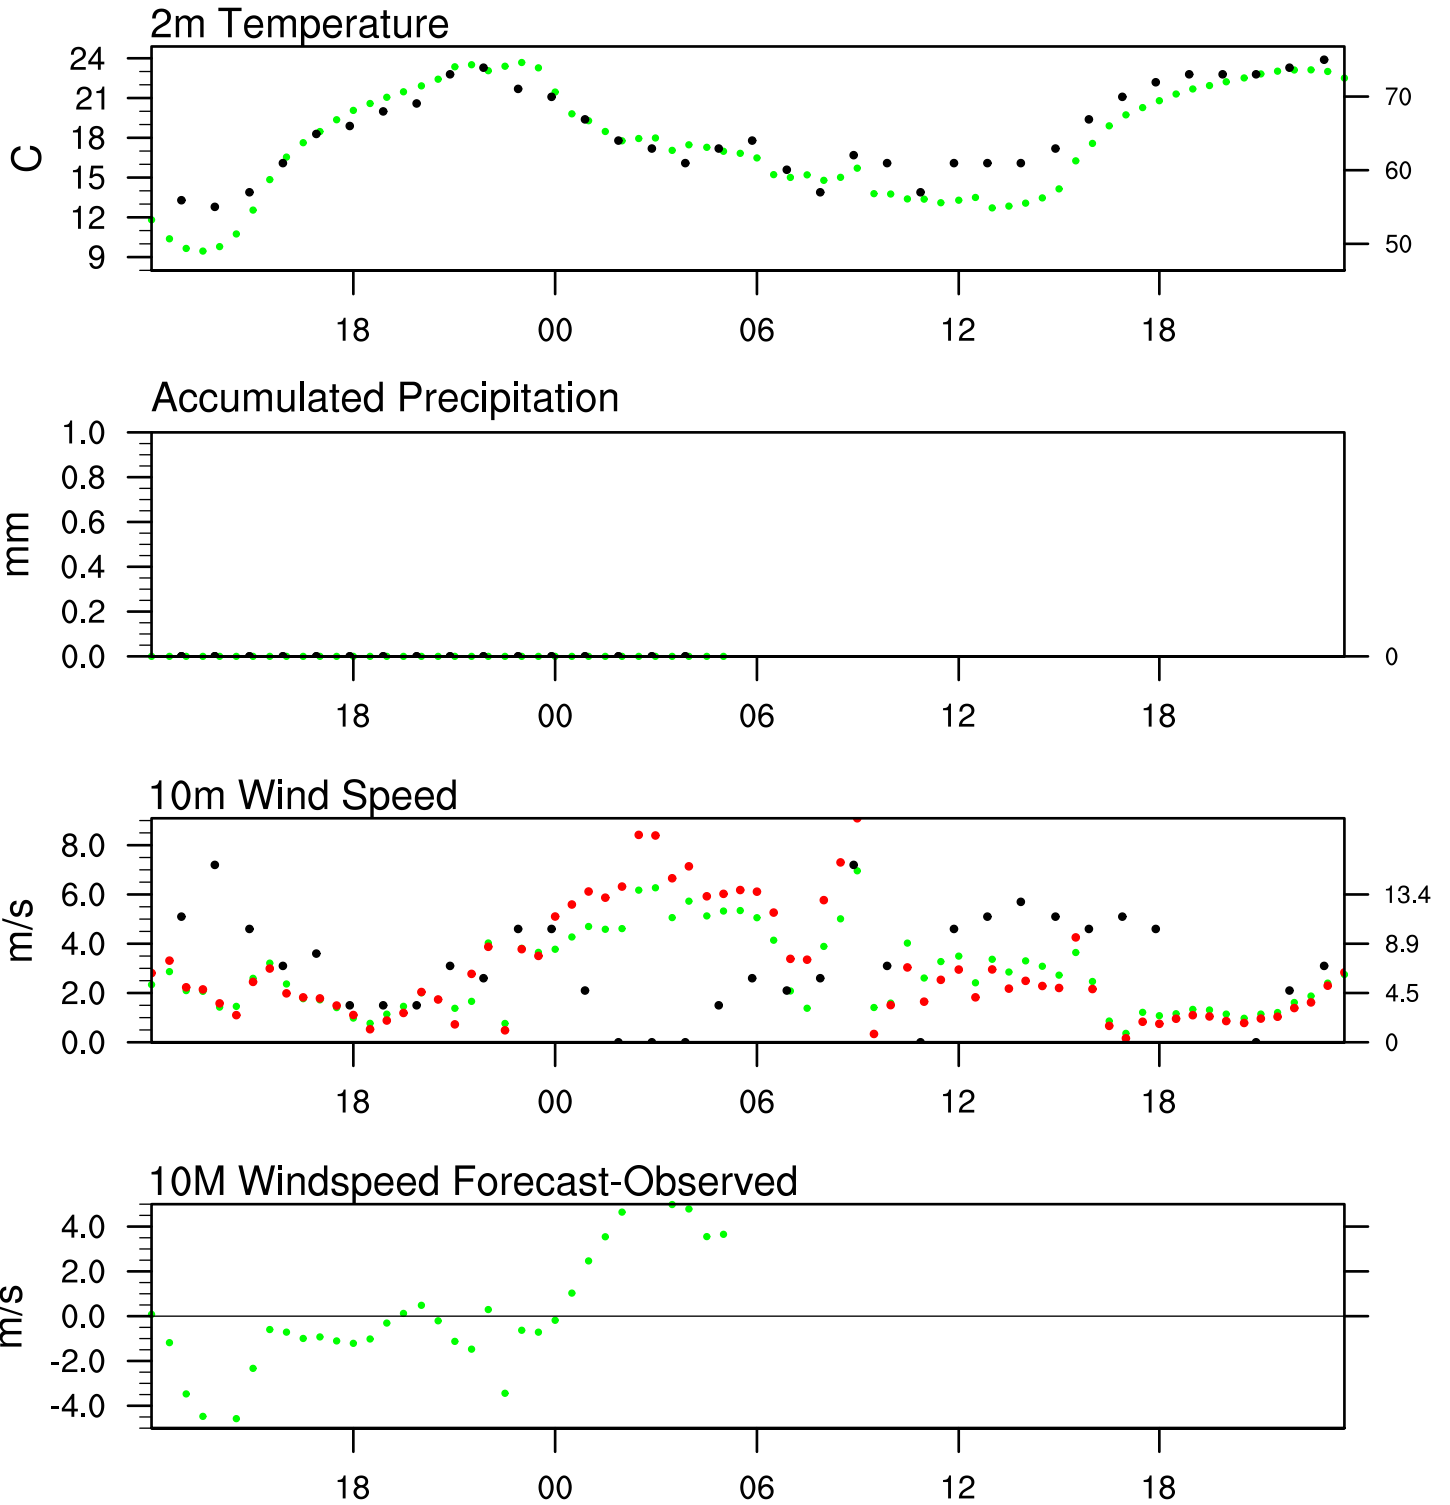 2m Temperature
24
21
18
15
12
9
C
70
60
50
18 00 06 12 18
Accumulated Precipitation
1.0
0.8
0.6
0.4
0.2
0.0
mm
0
18 00 06 12 18
10m Wind Speed
8.0
6.0
4.0
2.0
0.0
m/s
13.4
8.9
4.5
0
18 00 06 12 18
10M Windspeed Forecast-Observed
4.0
2.0
0.0
-2.0
-4.0
m/s
18 00 06 12 18